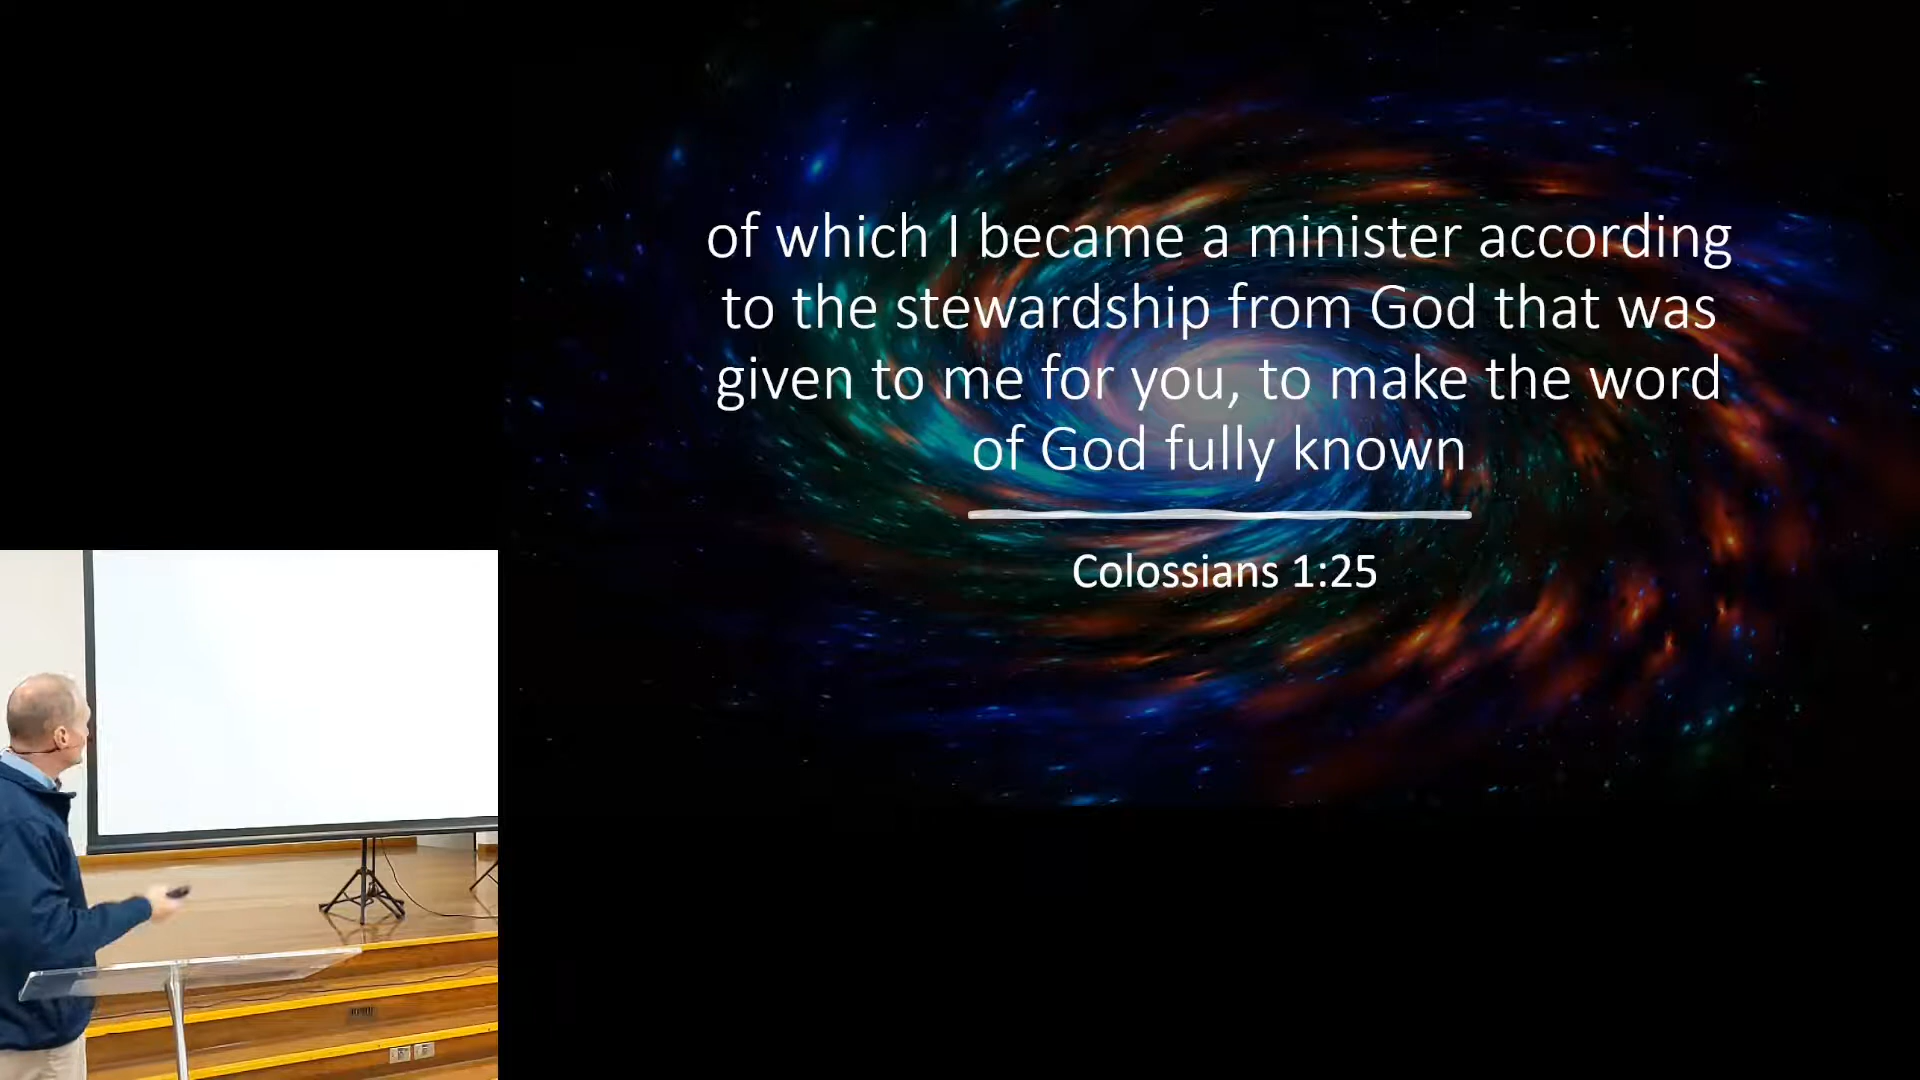 of which I became a minister according
to the stewardship from God that was
given to me for you, to make the word
of God fully known
Colossians 1:25